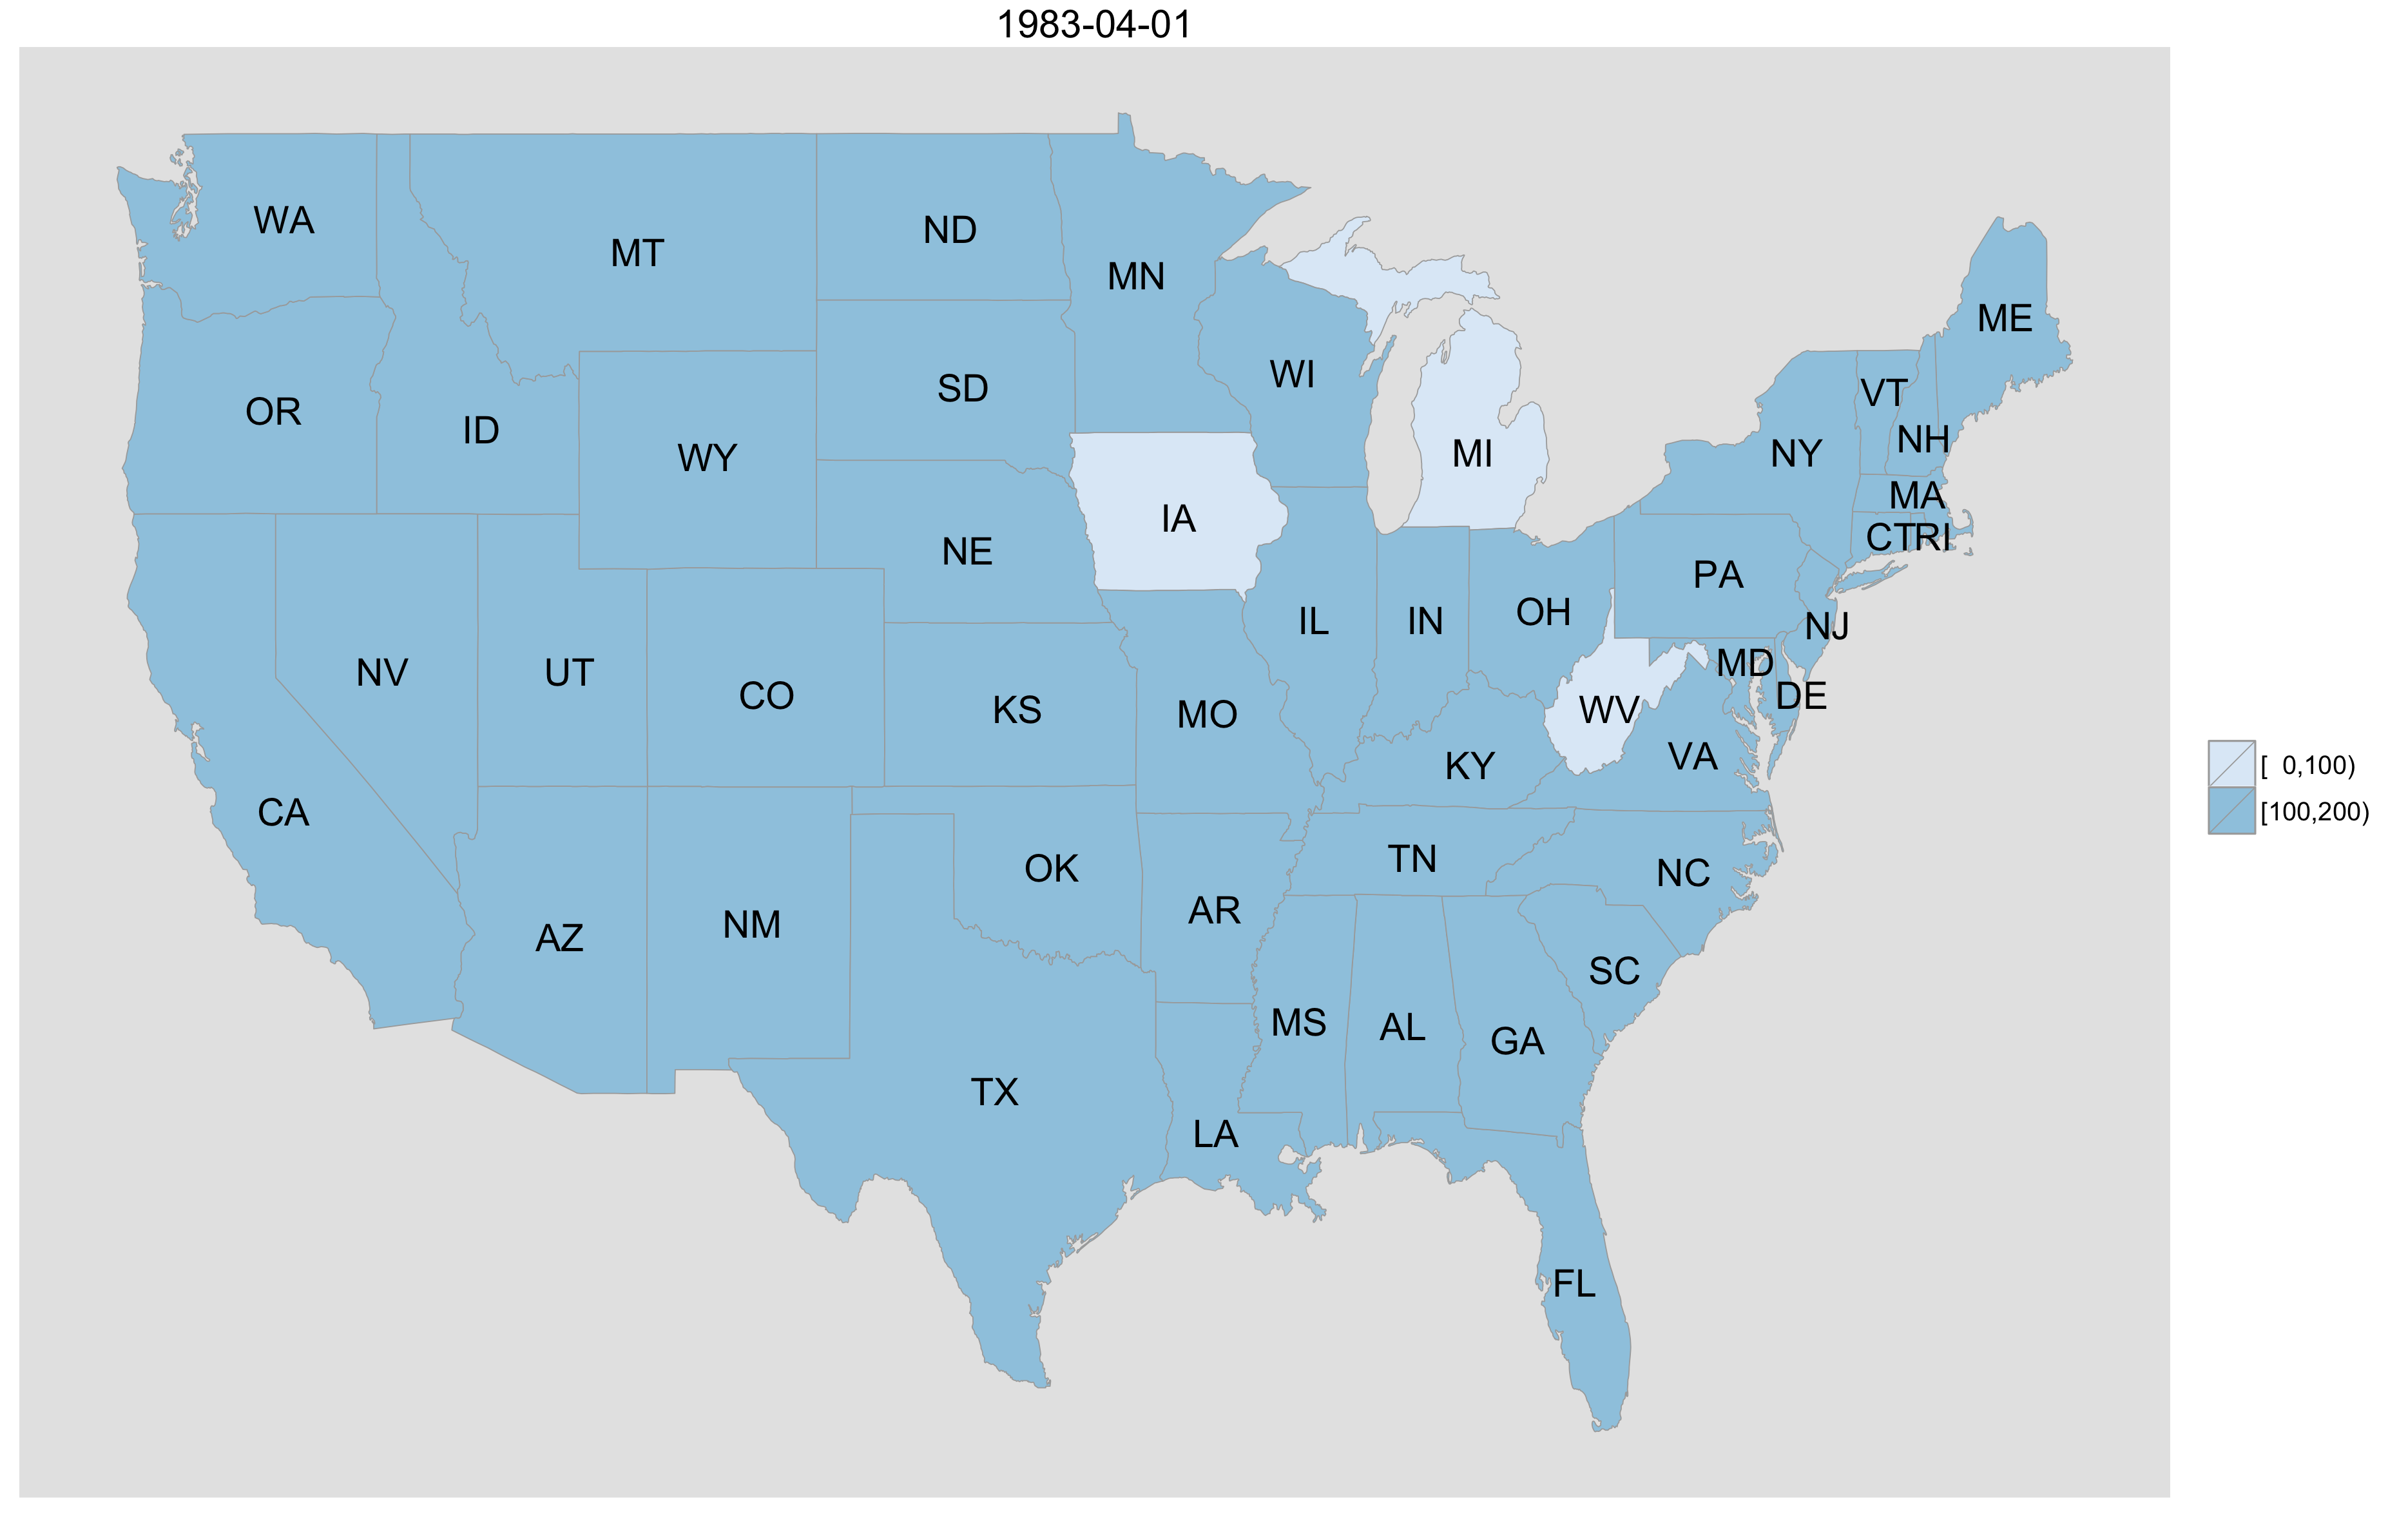 1983-04-01
WA
MT
ND
MN
ME
OR
ID
WY
SD
WI
MI
NY
VT
NH
MA
CT
RI
IA
NE
PA
NJ
NV
UT
CO
KS
MO
IL
IN
OH
WV
MD
DE
VA
KY
CA
AZ
NM
OK
AR
TN
NC
SC
MS
AL
GA
TX
LA
FL
[  0,100)
[100,200)